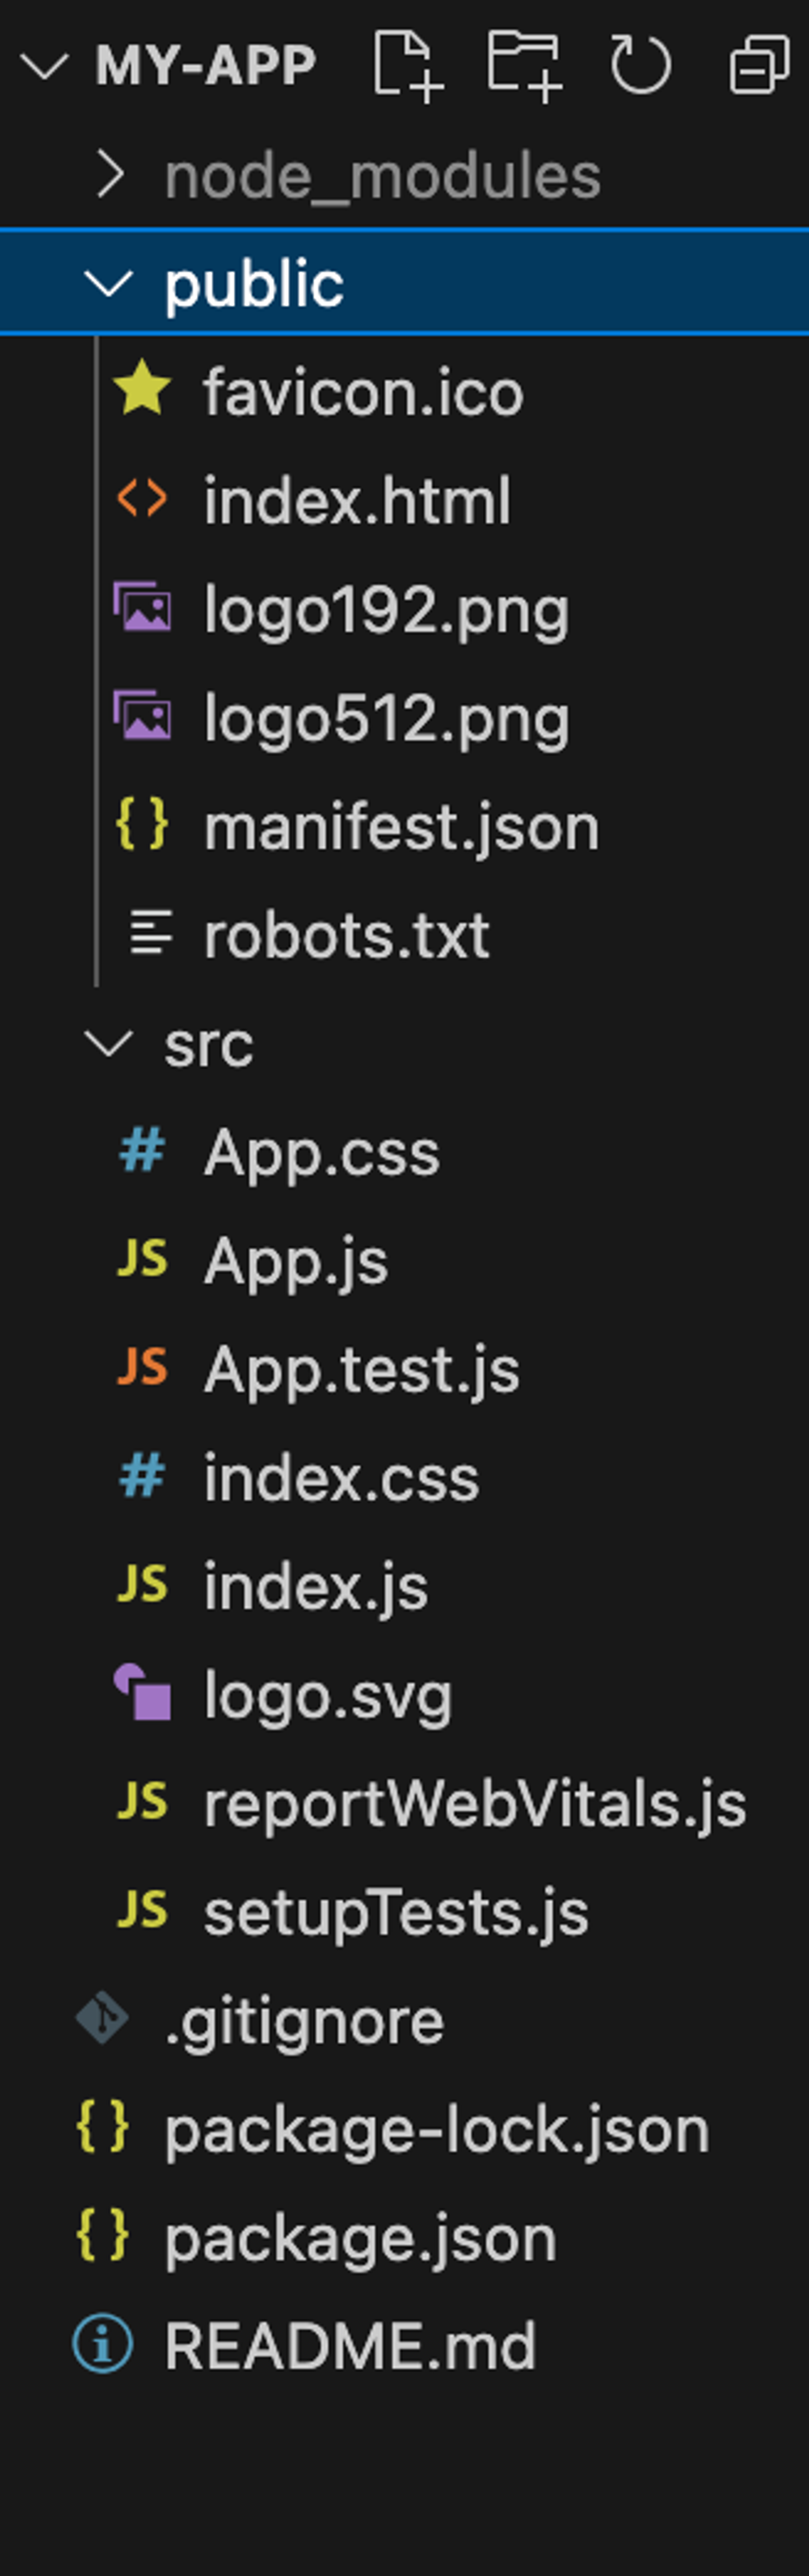 MY-APP
node_modules
public
favicon.ico
index.html
logo192.png
logo512.png
manifest.json
robots.txt
src
# App.css
JS App.js
JS App.test.js
# index.css
JS index.js
logo.svg
JS reportWebVitals.js
JS setupTests.js
.gitignore
{} package-lock.json
{} package.json
README.md